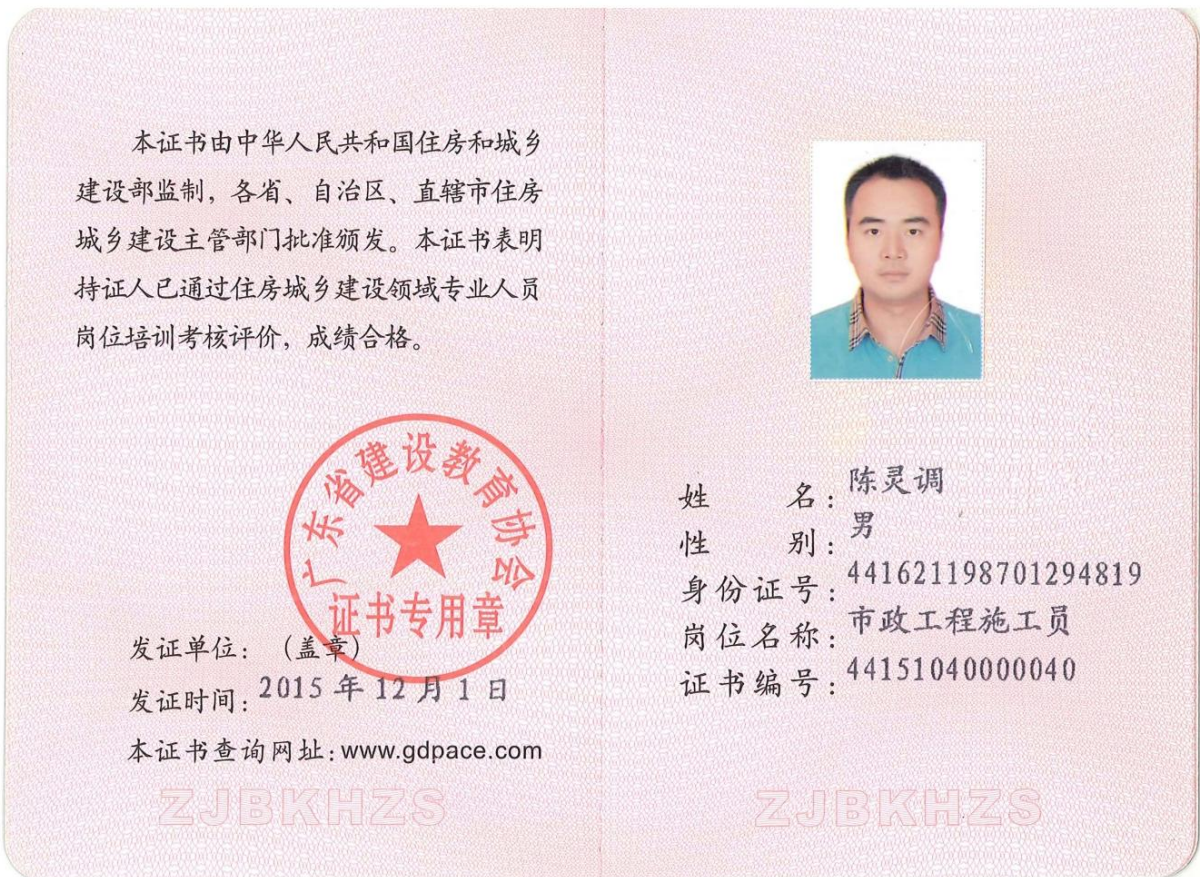 本证书由中华人民共和国住房和城乡
建设部监制，各省、自治区、直辖市住房
城乡建设主管部门批准颁发。本证书表明
持证人已通过住房城乡建设领域专业人员
岗位培训考核评价，成绩合格。
广东省建设教育协会
证书专用章
发证单位：（盖章）
发证时间：2015 年 12 月 1 日
本证书查询网址：www.gdpace.com
ZJBKHZS
姓 名：陈灵调
性 别：男
身份证号：441621198701294819
岗位名称：市政工程施工员
证书编号：44151040000040
ZJBKHZS